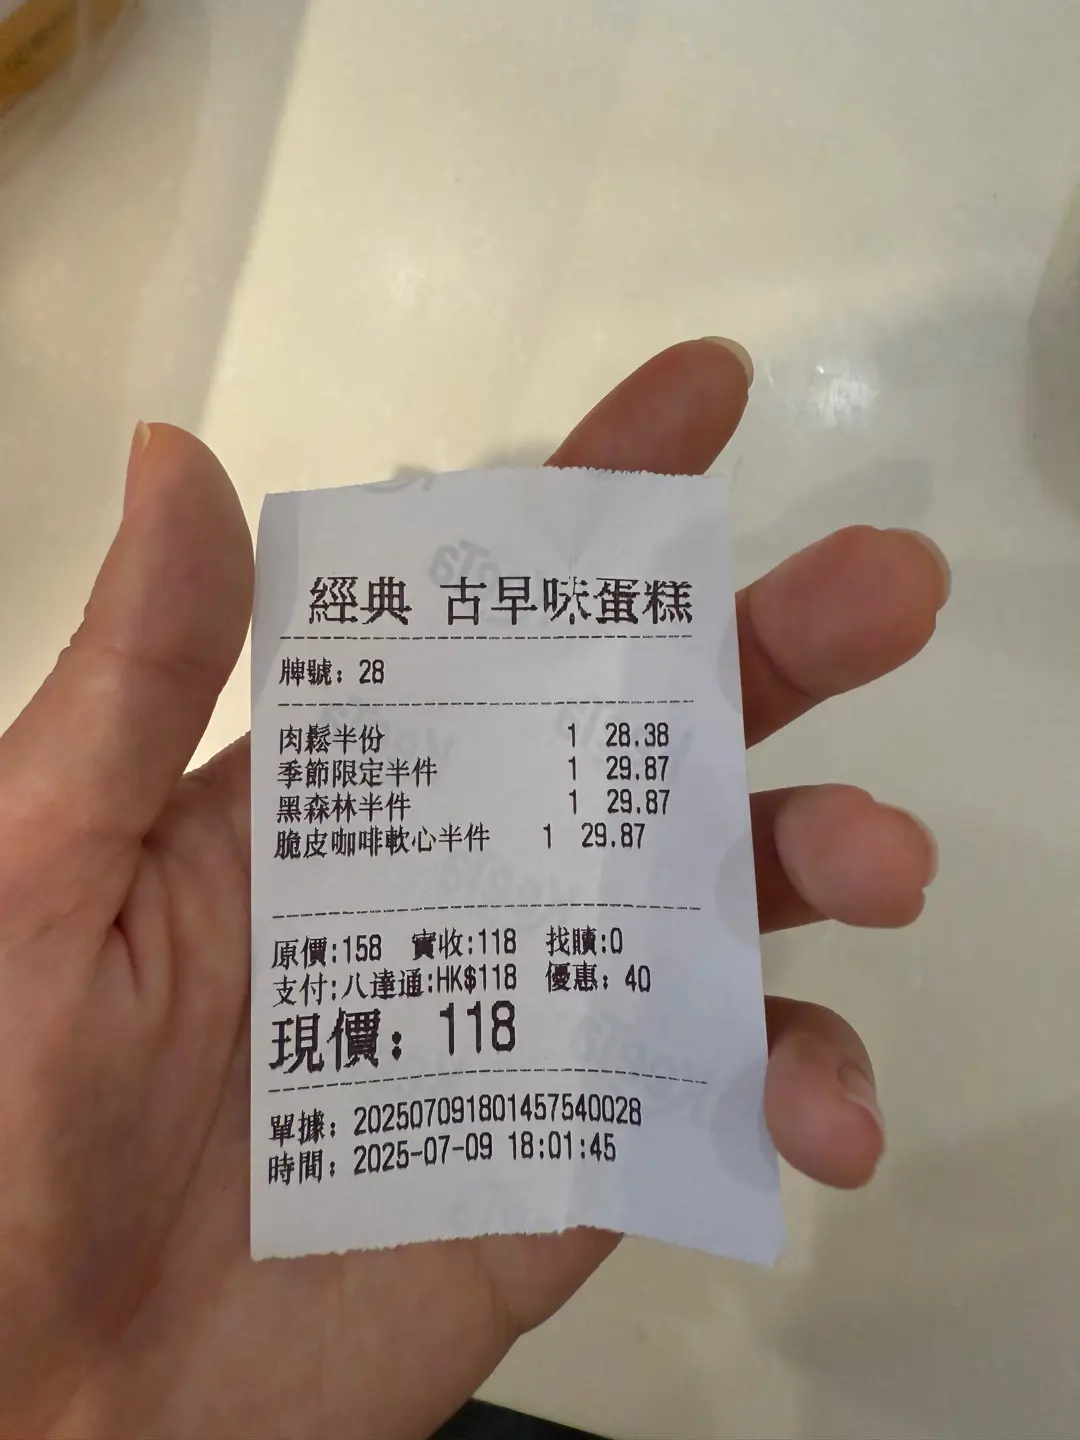 經典 古早味蛋糕
牌號：28
肉鬆半份 1 28.38
季節限定半件 1 29.87
黑森林半件 1 29.87
脆皮咖啡軟心半件 1 29.87
原價:158 實收:118 找贖:0
支付:八達通:HK$118 優惠：40
現價：118
單據：202507091801457540028
時間：2025-07-09 18:01:45